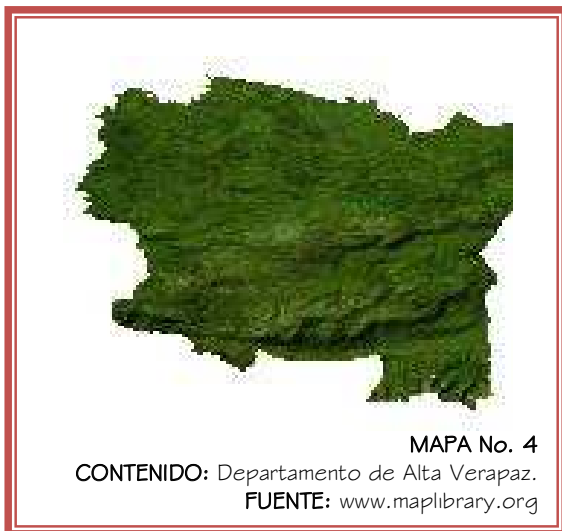 MAPA No. 4
CONTENIDO: Departamento de Alta Verapaz.
FUENTE: www.maplibrary.org